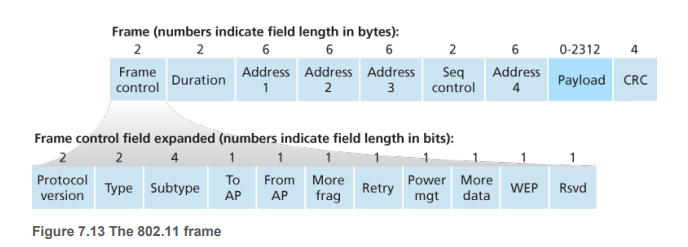 Frame (numbers indicate field length in bytes):
2 2 6 6 6 2 6 0-2312 4
Frame control Duration Address 1 Address 2 Address 3 Seq control Address 4 Payload CRC
Frame control field expanded (numbers indicate field length in bits):
2 2 4 1 1 1 1 1 1 1 1
Protocol version Type Subtype To AP From AP More frag Retry Power mgt More data WEP Rsvd
Figure 7.13 The 802.11 frame